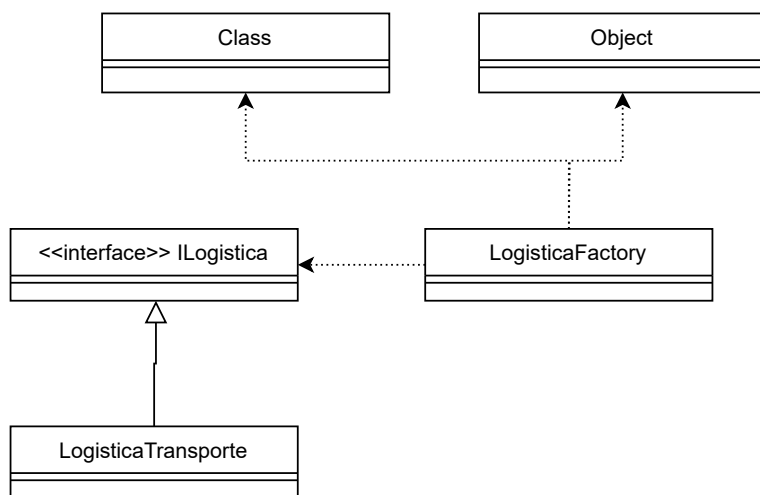 Class
Object
<<interface>> ILogistica
LogisticaFactory
LogisticaTransporte